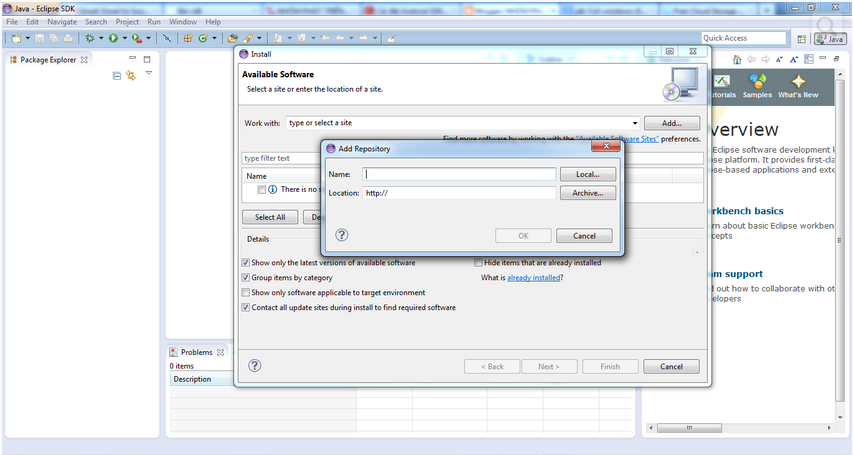 Java - Eclipse SDK
File Edit Navigate Search Project Run Window Help
Quick Access
Java
Package Explorer
Install
Available Software
Select a site or enter the location of a site.
Work with: type or select a site Add...
Find more software by working with the "Available Software Sites" preferences.
type filter text
Name
There is no s
Select All De
Add Repository
Name: Local...
Location: http:// Archive...
OK Cancel
Details
Show only the latest versions of available software
Hide items that are already installed
Group items by category
What is already installed?
Show only software applicable to target environment
Contact all update sites during install to find required software
< Back Next > Finish Cancel
Problems
0 items
Description
utorials Samples What's New
verview
Eclipse software development
se platform. It provides first-cla
se-based applications and exte
rkbench basics
rn about basic Eclipse workben
cepts
am support
d out how to collaborate with ot
elopers